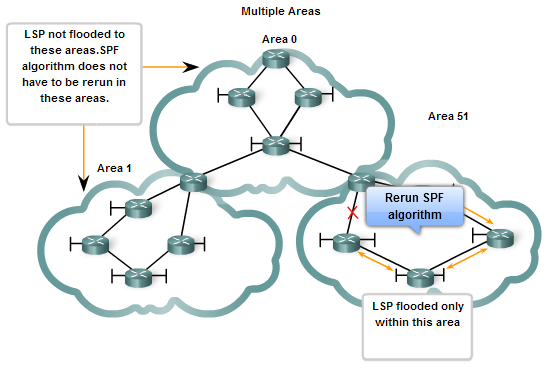 Multiple Areas
LSP not flooded to
these areas.SPF
algorithm does not
have to be rerun in
these areas.
Area 0
Area 51
Area 1
Rerun SPF
algorithm
LSP flooded only
within this area